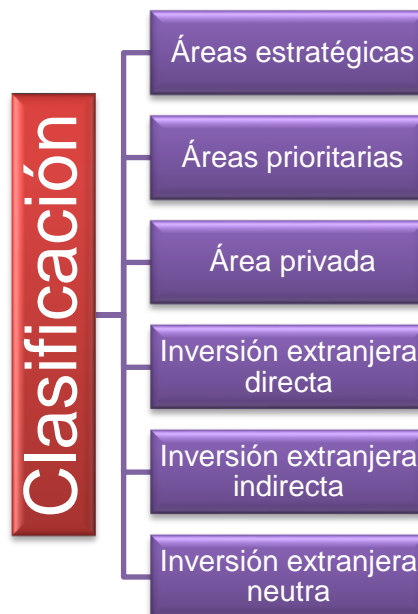 Clasificación
Áreas estratégicas
Áreas prioritarias
Área privada
Inversión extranjera
directa
Inversión extranjera
indirecta
Inversión extranjera
neutra